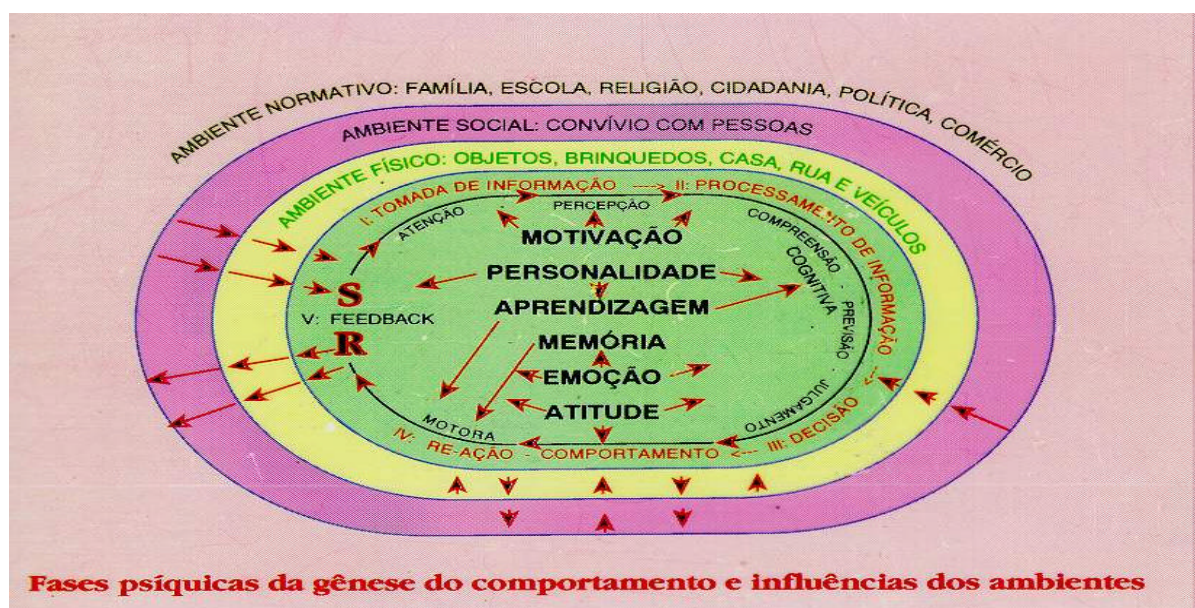 AMBIENTE NORMATIVO: FAMÍLIA, ESCOLA, RELIGIÃO, CIDADANIA, POLÍTICA, COMÉRCIO
AMBIENTE SOCIAL: CONVÍVIO COM PESSOAS
AMBIENTE FÍSICO: OBJETOS, BRINQUEDOS, CASA, RUA E VEÍCULOS
I: TOMADA DE INFORMAÇÃO ----> II: PROCESSAMENTO DE INFORMAÇÃO
ATENÇÃO
PERCEPÇÃO
COMPREENSÃO - PREVISÃO - JULGAMENTO
COGNITIVA
MOTIVAÇÃO
PERSONALIDADE
S
APRENDIZAGEM
V: FEEDBACK
R
MEMÓRIA
EMOÇÃO
ATITUDE
MOTORA
IV: RE-AÇÃO - COMPORTAMENTO <--- III: DECISÃO <---
Fases psíquicas da gênese do comportamento e influências dos ambientes